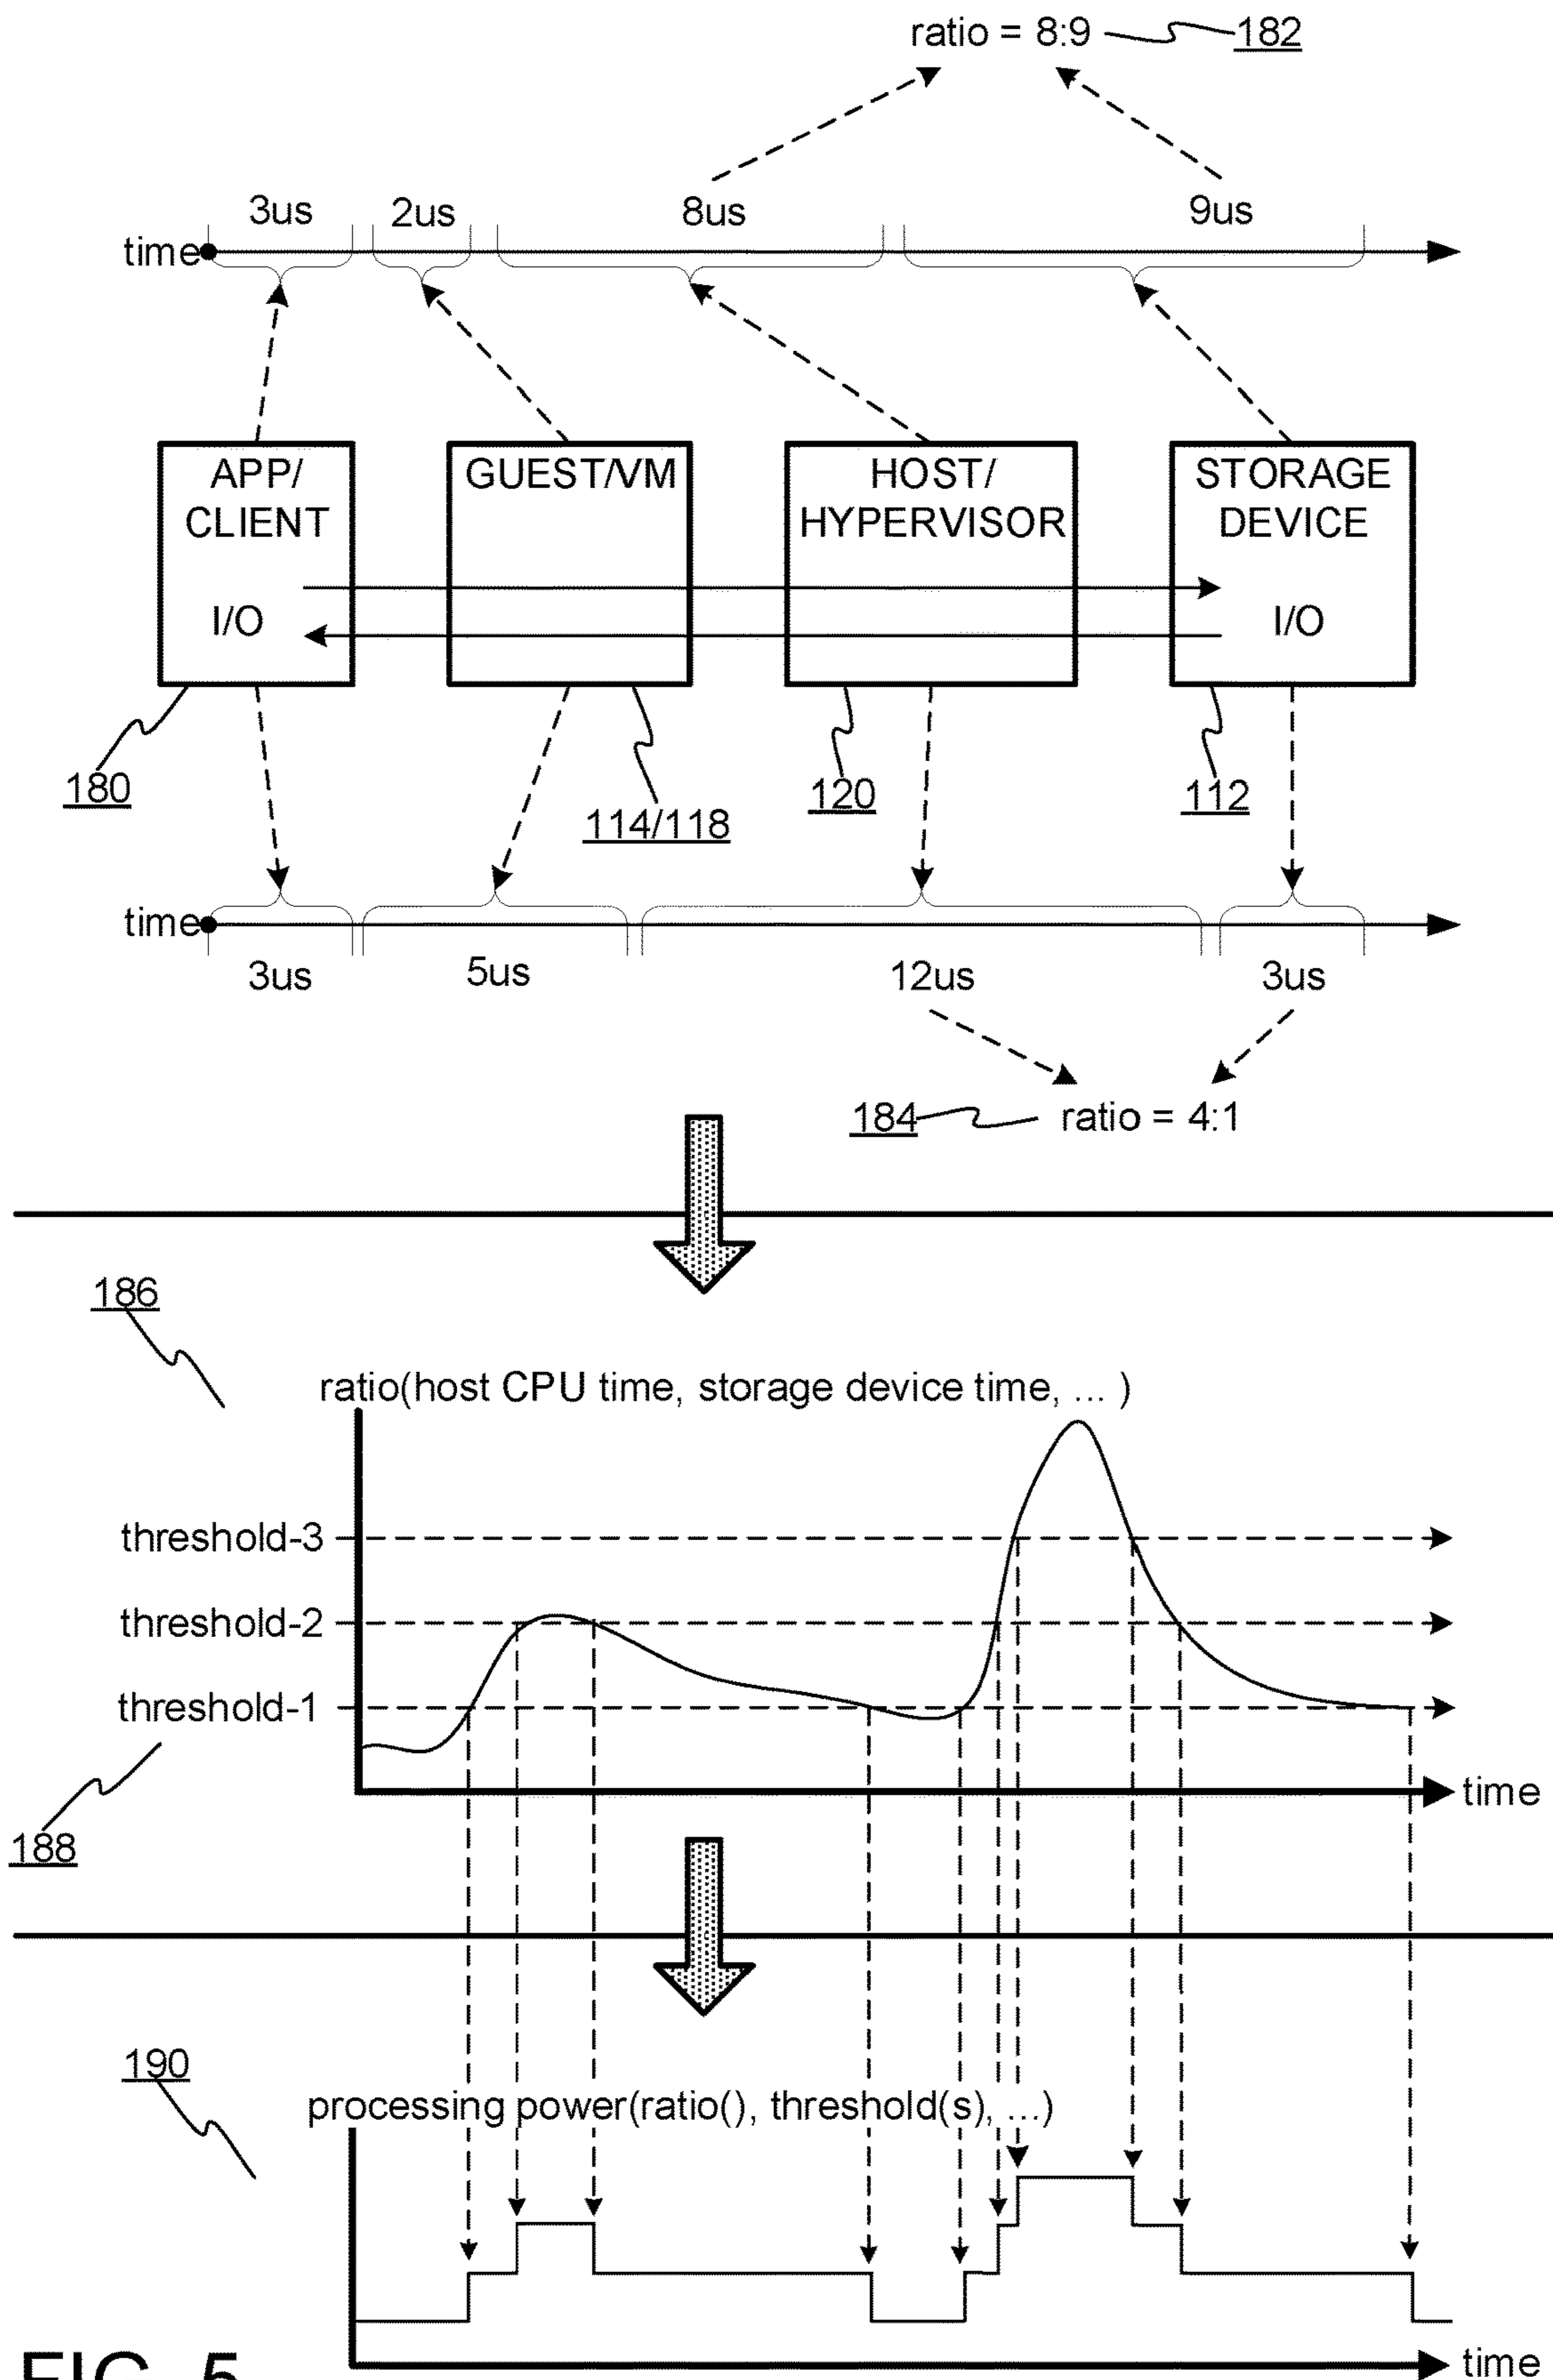 ratio = 8:9 182
3us 2us 8us 9us
time
APP/ CLIENT
I/O
GUEST/VM
HOST/ HYPERVISOR
STORAGE DEVICE
I/O
180
114/118
120
112
time
3us 5us 12us 3us
184 ratio = 4:1
186
ratio(host CPU time, storage device time, ... )
threshold-3
threshold-2
threshold-1
time
188
190
processing power(ratio(), threshold(s), ...)
time
FIG. 5